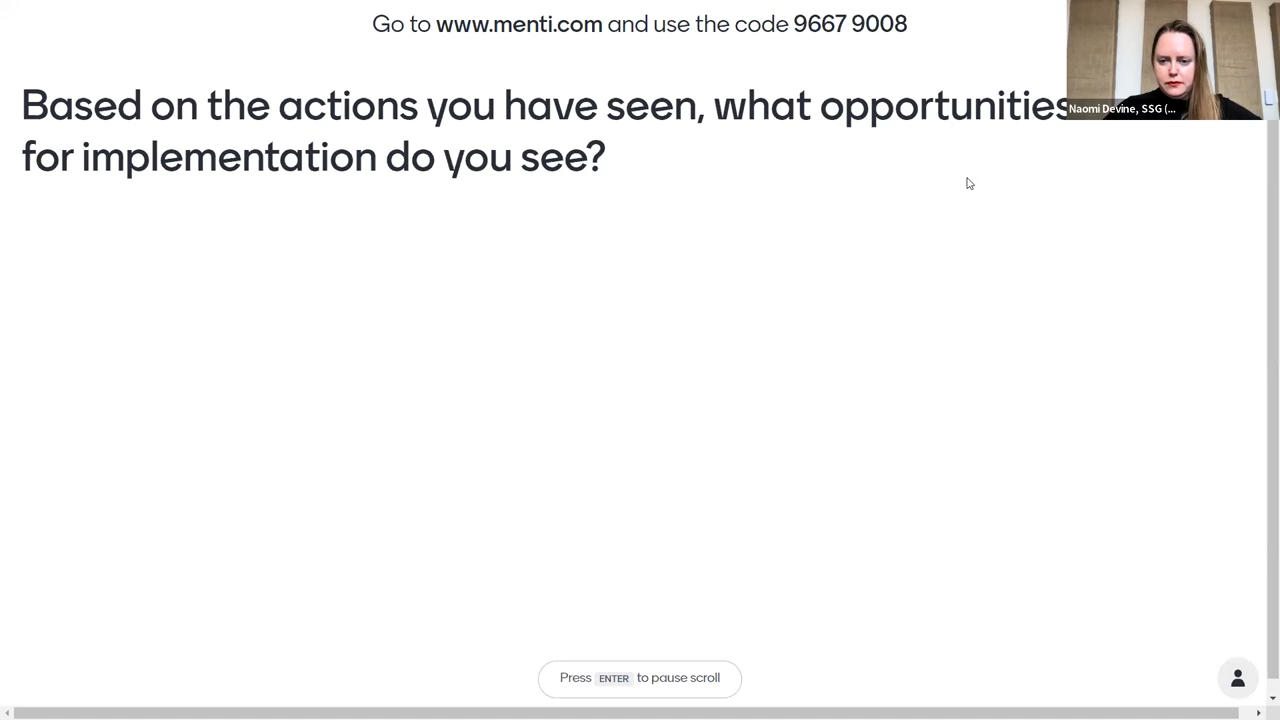 Go to www.menti.com and use the code 9667 9008
Based on the actions you have seen, what opportunities
for implementation do you see?
Naomi Devine, SSG (...
Press ENTER to pause scroll